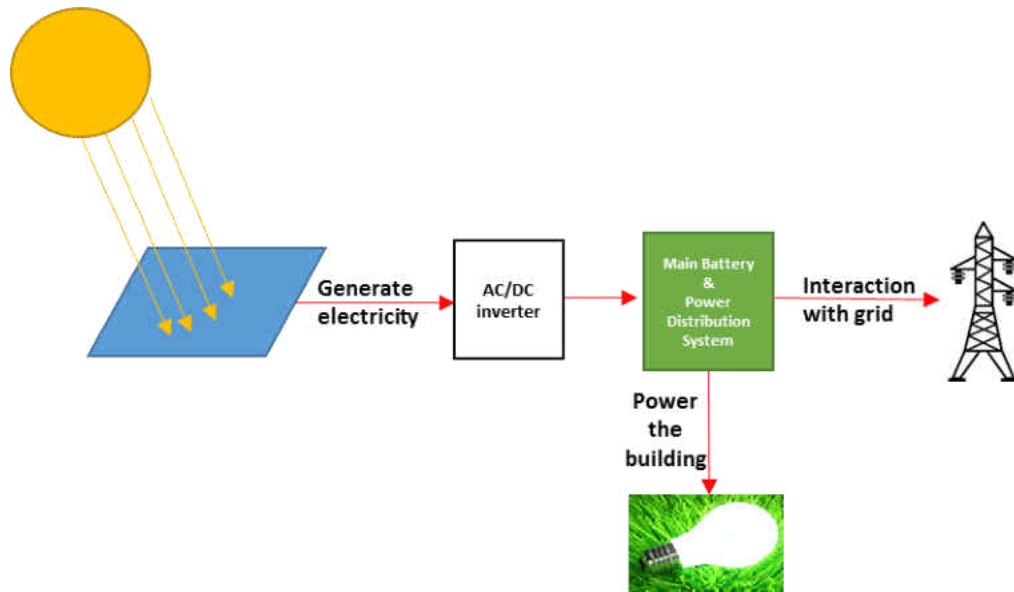 Generate
electricity
AC/DC
inverter
Main Battery
&
Power
Distribution
System
Interaction
with grid
Power
the
building